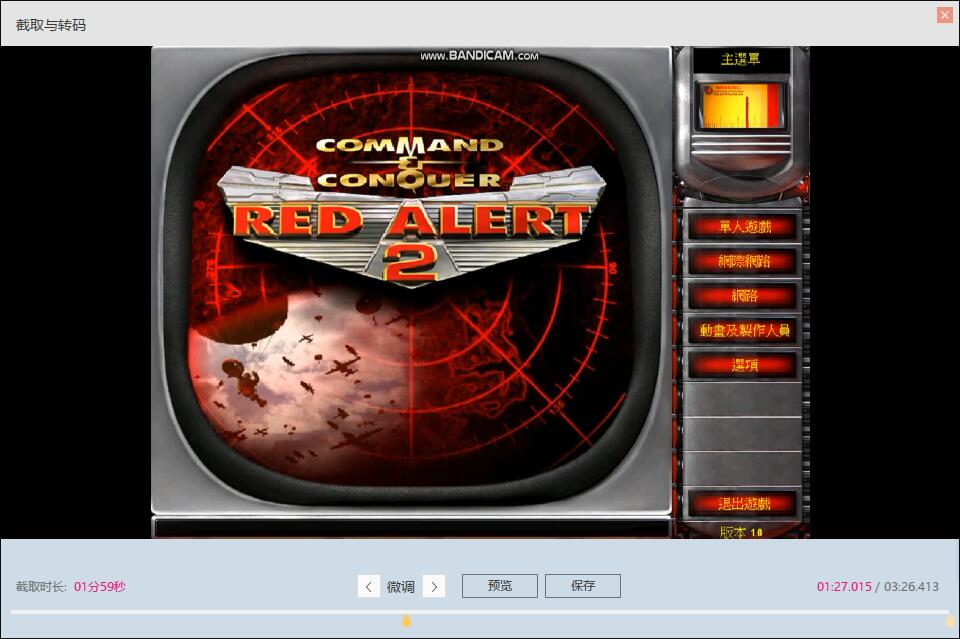 截取与转码
WWW.BANDICAM.COM
主選單
COMMAND
&
CONQUER
RED ALERT
2
單人遊戲
網際網路
網路
動畫及製作人員
選項
退出遊戲
版本 1.0
截取时长: 01分59秒
微调
预览
保存
01:27.015 / 03:26.413